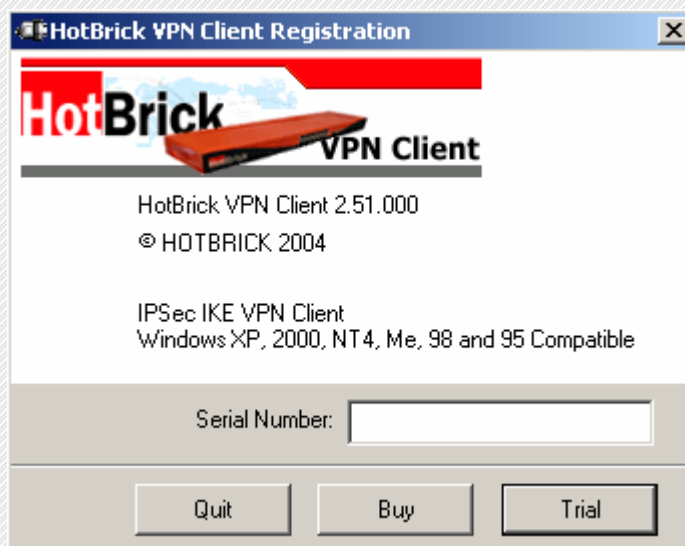 HotBrick VPN Client Registration
HotBrick
VPN Client
HotBrick VPN Client 2.51.000
© HOTBRICK 2004
IPSec IKE VPN Client
Windows XP, 2000, NT4, Me, 98 and 95 Compatible
Serial Number:
Quit Buy Trial